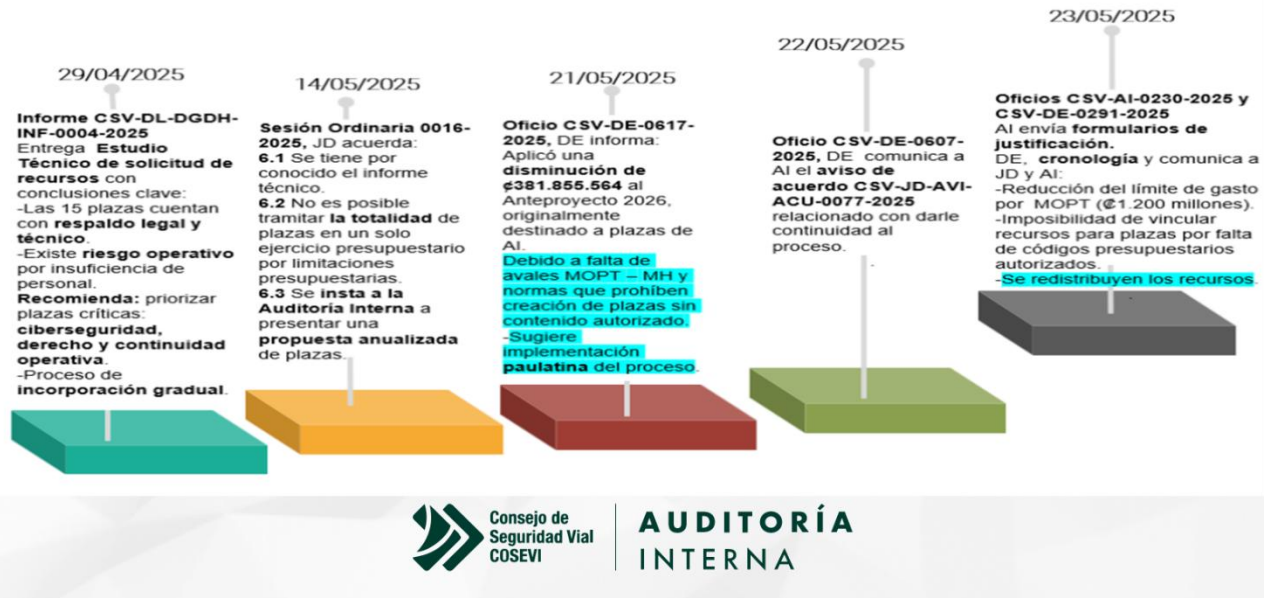 29/04/2025
Informe CSV-DL-DGDH-
INF-0004-2025
Entrega Estudio
Técnico de solicitud de
recursos con
conclusiones clave:
-Las 15 plazas cuentan
con respaldo legal y
técnico.
-Existe riesgo operativo
por insuficiencia de
personal.
Recomienda: priorizar
plazas críticas:
ciberseguridad,
derecho y continuidad
operativa.
-Proceso de
incorporación gradual.
14/05/2025
Sesión Ordinaria 0016-
2025, JD acuerda:
6.1 Se tiene por
conocido el informe
técnico.
6.2 No es posible
tramitar la totalidad de
plazas en un solo
ejercicio presupuestario
por limitaciones
presupuestarias.
6.3 Se insta a la
Auditoría Interna a
presentar una
propuesta anualizada
de plazas.
21/05/2025
Oficio CSV-DE-0617-
2025, DE informa:
Aplicó una
disminución de
₡381.855.564 al
Anteproyecto 2026,
originalmente
destinado a plazas de
AI.
Debido a falta de
avales MOPT – MH y
normas que prohíben
creación de plazas sin
contenido autorizado.
-Sugiere
implementación
paulatina del proceso.
22/05/2025
Oficio CSV-DE-0607-
2025, DE comunica a
AI el aviso de
acuerdo CSV-JD-AVI-
ACU-0077-2025
relacionado con darle
continuidad al
proceso.
23/05/2025
Oficios CSV-AI-0230-2025 y
CSV-DE-0291-2025
AI envía formularios de
justificación.
DE, cronología y comunica a
JD y AI:
-Reducción del límite de gasto
por MOPT (₡1.200 millones).
-Imposibilidad de vincular
recursos para plazas por falta
de códigos presupuestarios
autorizados.
-Se redistribuyen los recursos.
Consejo de
Seguridad Vial
COSEVI
AUDITORÍA
INTERNA